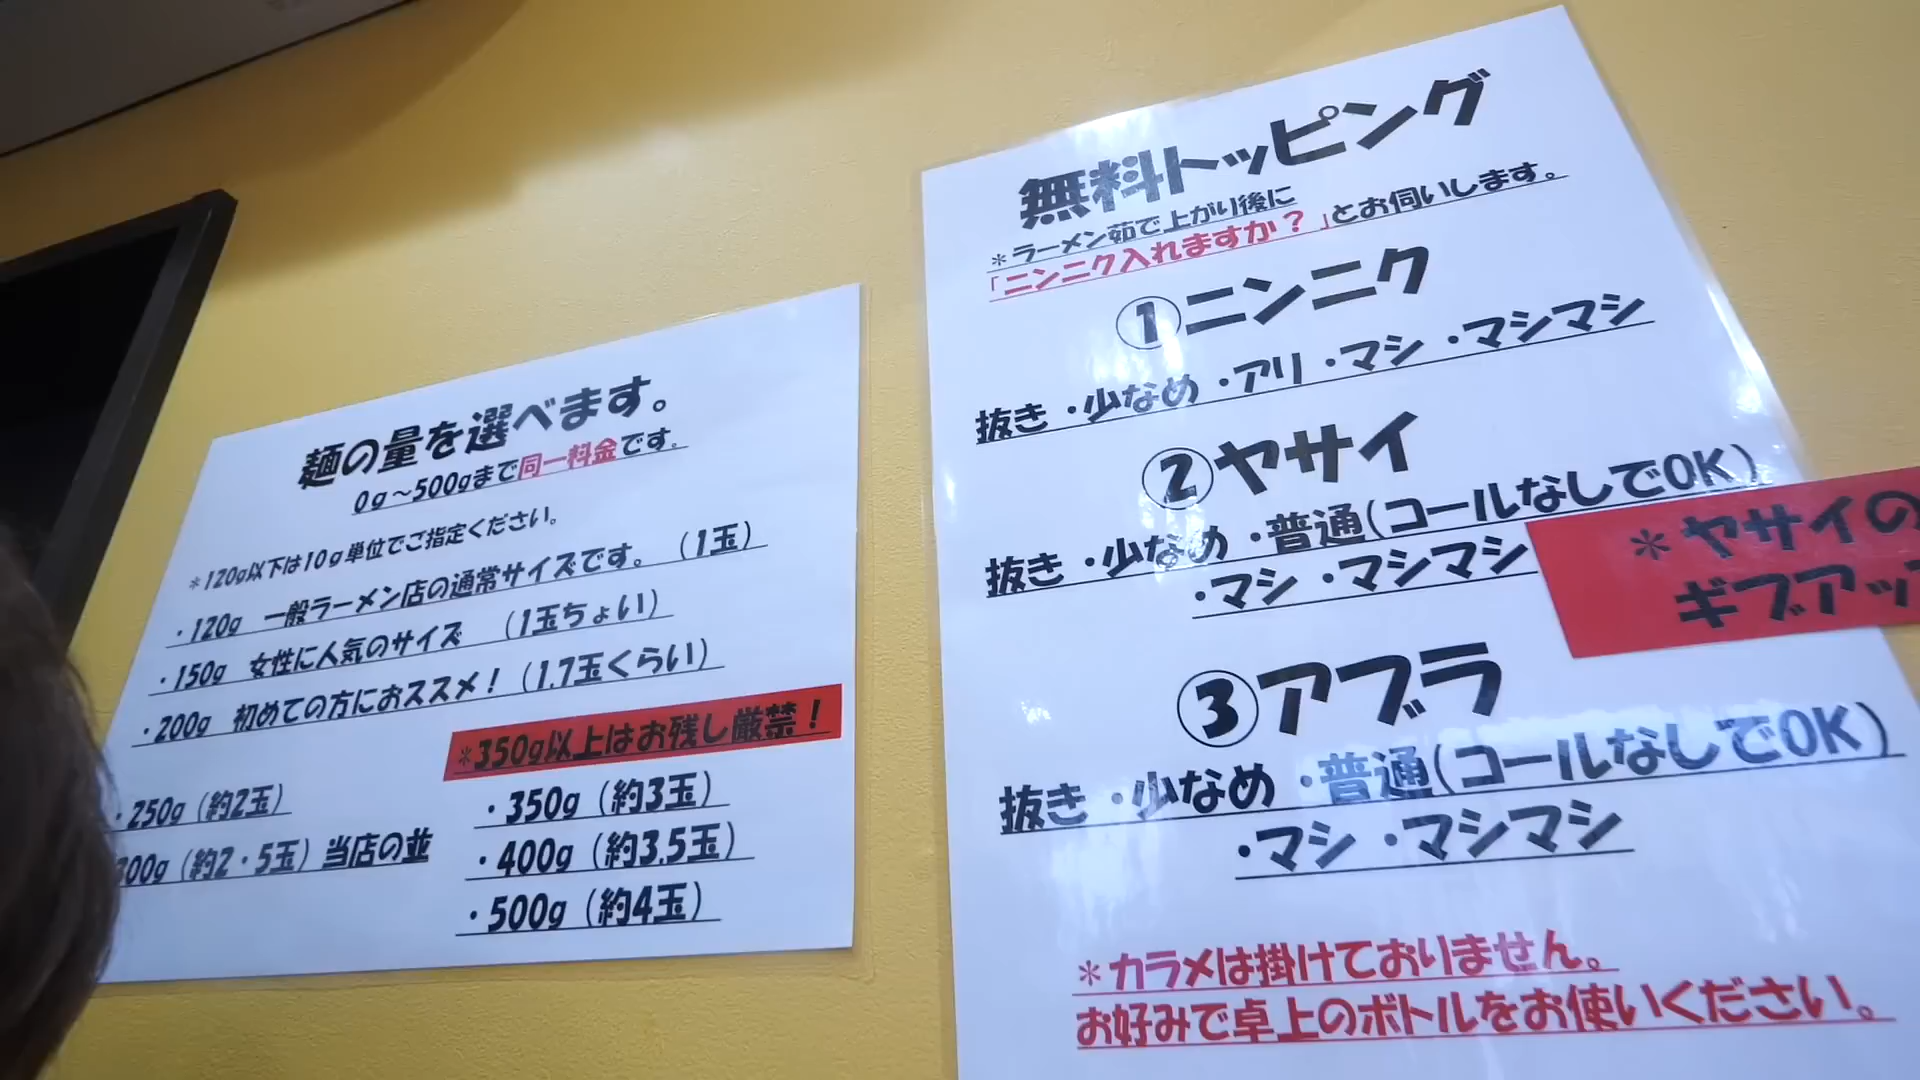 麺の量を選べます。
0g～500gまで同一料金です。
＊120g以下は10g単位でご指定ください。
・120g 一般ラーメン店の通常サイズです。（1玉）
・150g 女性に人気のサイズ （1玉ちょい）
・200g 初めての方におススメ！（1.7玉くらい）
＊350g以上はお残し厳禁！
・250g（約2玉）
300g（約2・5玉）当店の並
・350g（約3玉）
・400g（約3.5玉）
・500g（約4玉）
無料トッピング
＊ラーメン茹で上がり後に
「ニンニク入れますか？」とお伺いします。
①ニンニク
抜き・少なめ・アリ・マシ・マシマシ
②ヤサイ
抜き・少なめ・普通（コールなしでOK）
・マシ・マシマシ
＊ヤサイの
ギブアッ
③アブラ
抜き・少なめ・普通（コールなしでOK）
・マシ・マシマシ
＊カラメは掛けておりません。
お好みで卓上のボトルをお使いください。